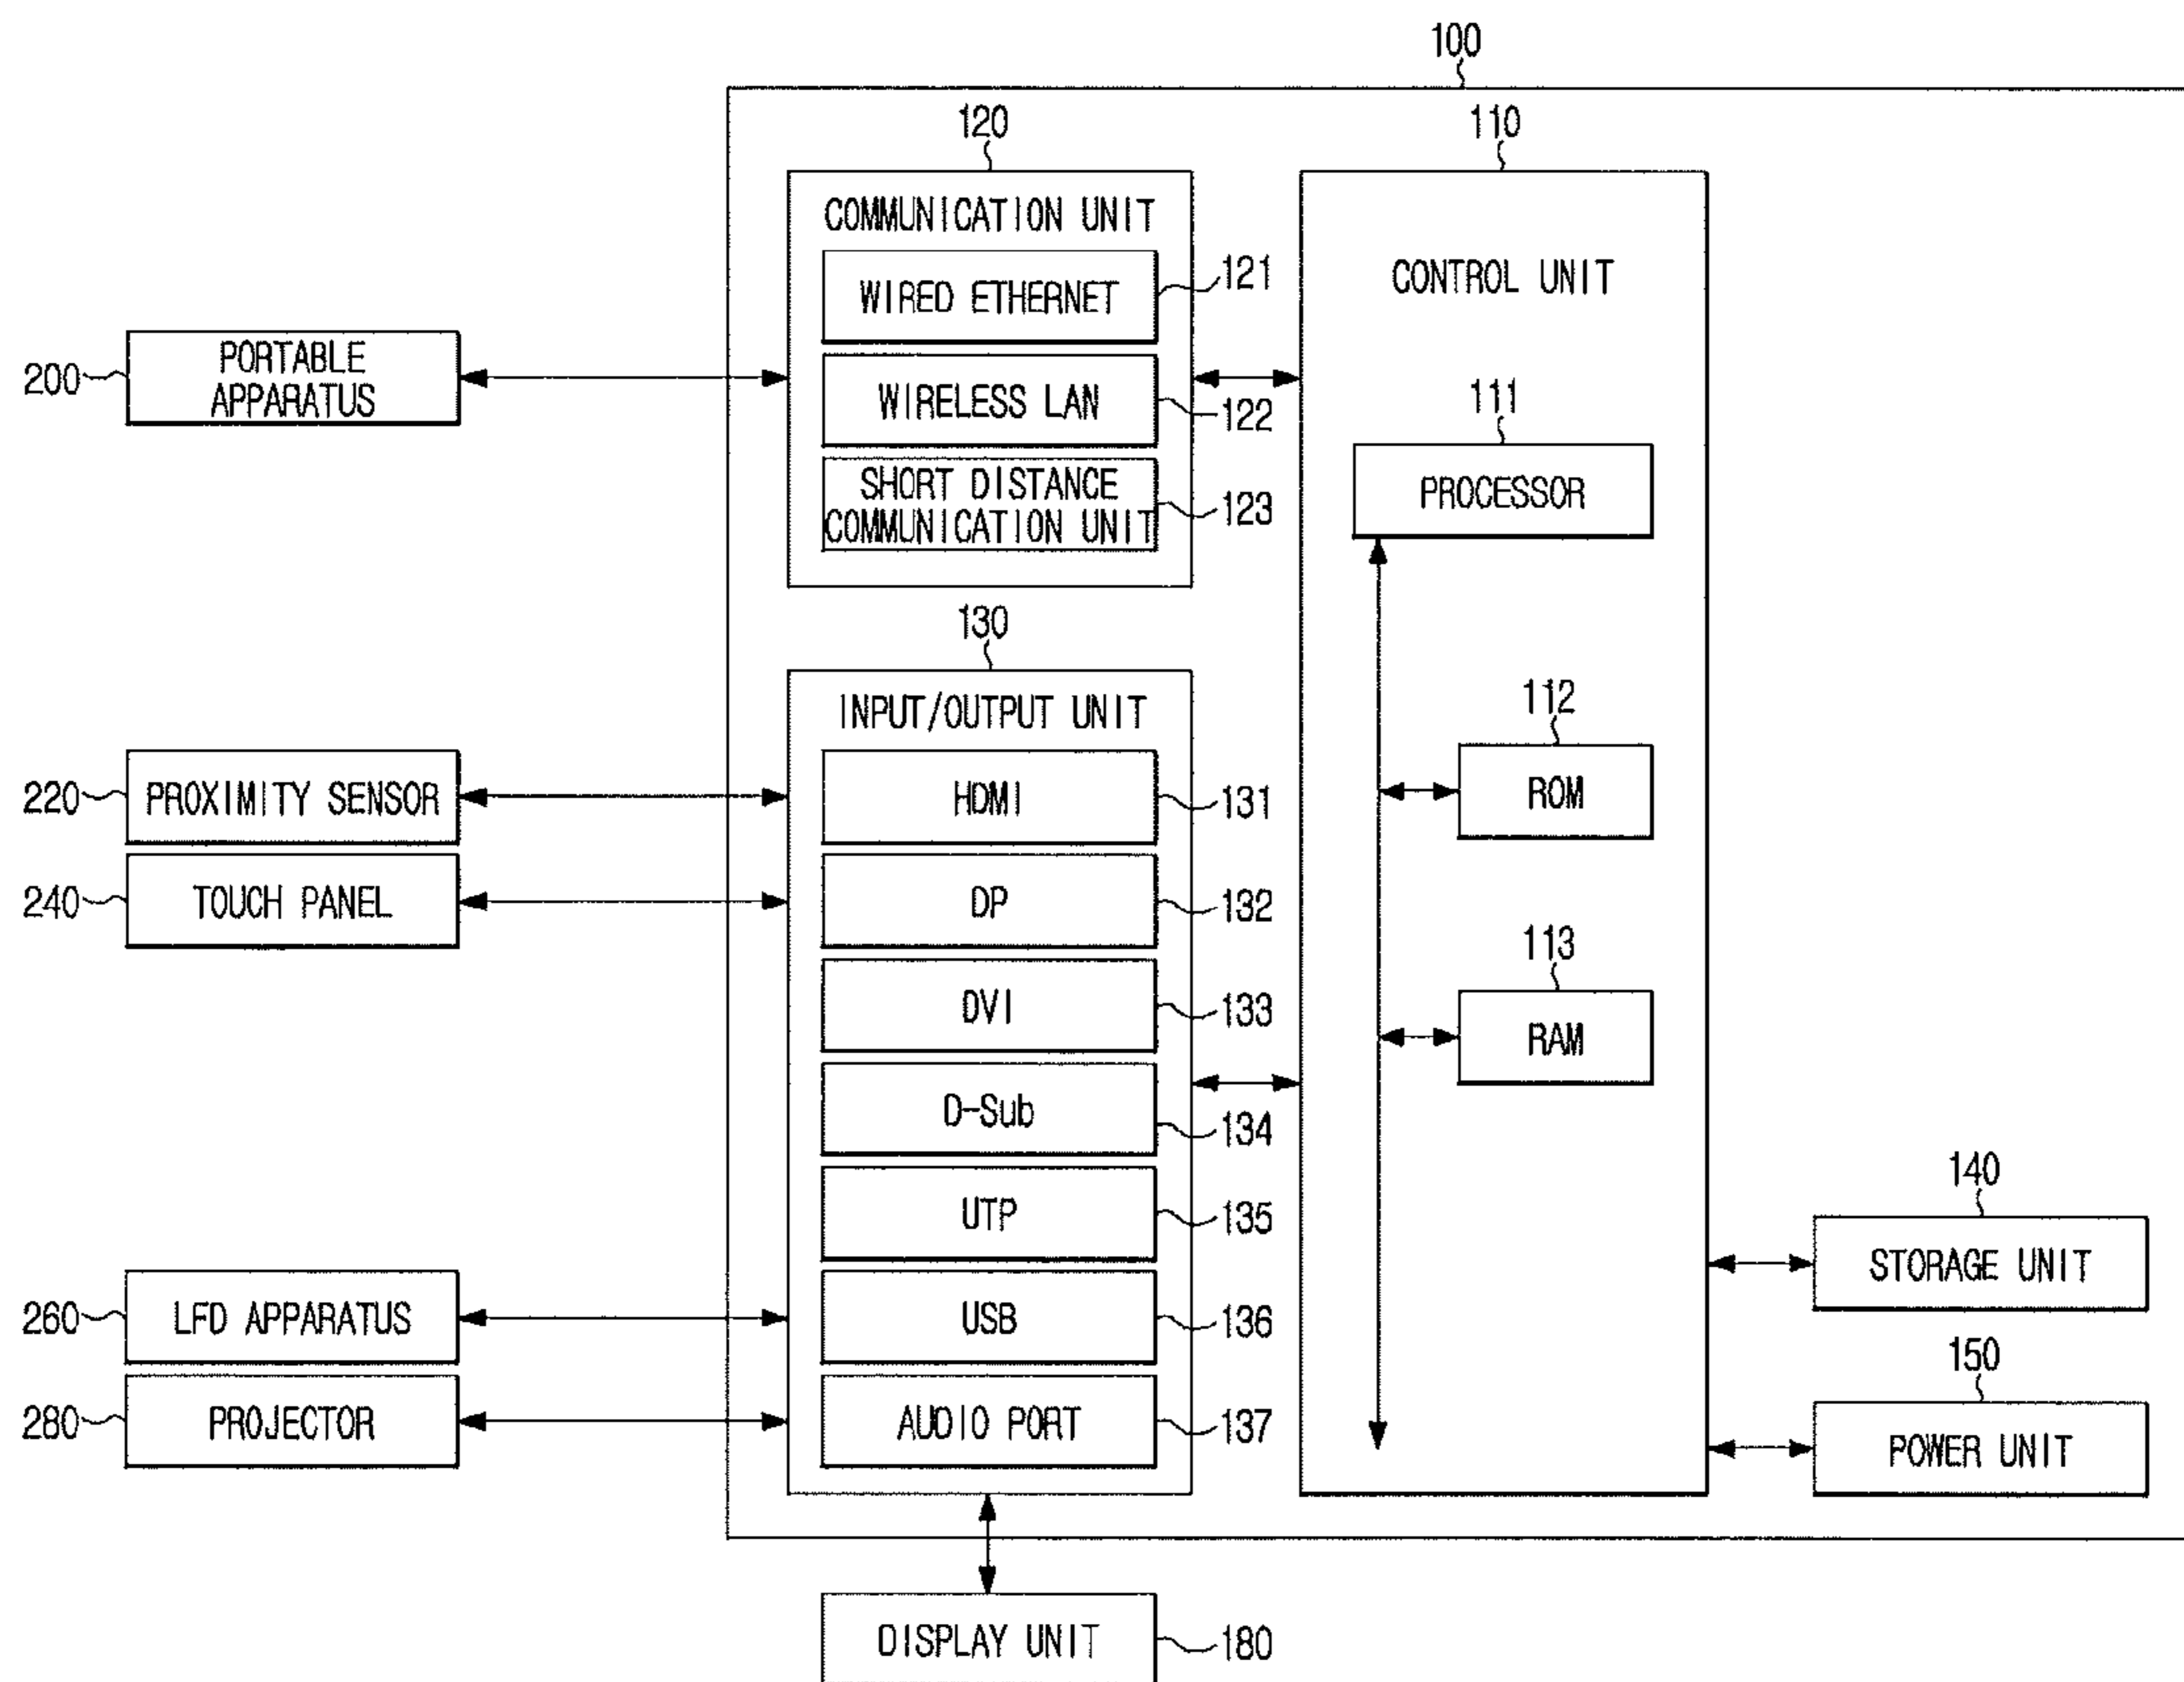 100
120
110
COMMUNICATION UNIT
WIRED ETHERNET
121
CONTROL UNIT
200
PORTABLE
APPARATUS
WIRELESS LAN
122
111
SHORT DISTANCE
COMMUNICATION UNIT
123
PROCESSOR
130
INPUT/OUTPUT UNIT
112
220
PROXIMITY SENSOR
HDMI
131
ROM
240
TOUCH PANEL
DP
132
113
DVI
133
RAM
D-Sub
134
140
UTP
135
STORAGE UNIT
260
LFD APPARATUS
USB
136
150
280
PROJECTOR
AUDIO PORT
137
POWER UNIT
DISPLAY UNIT
180